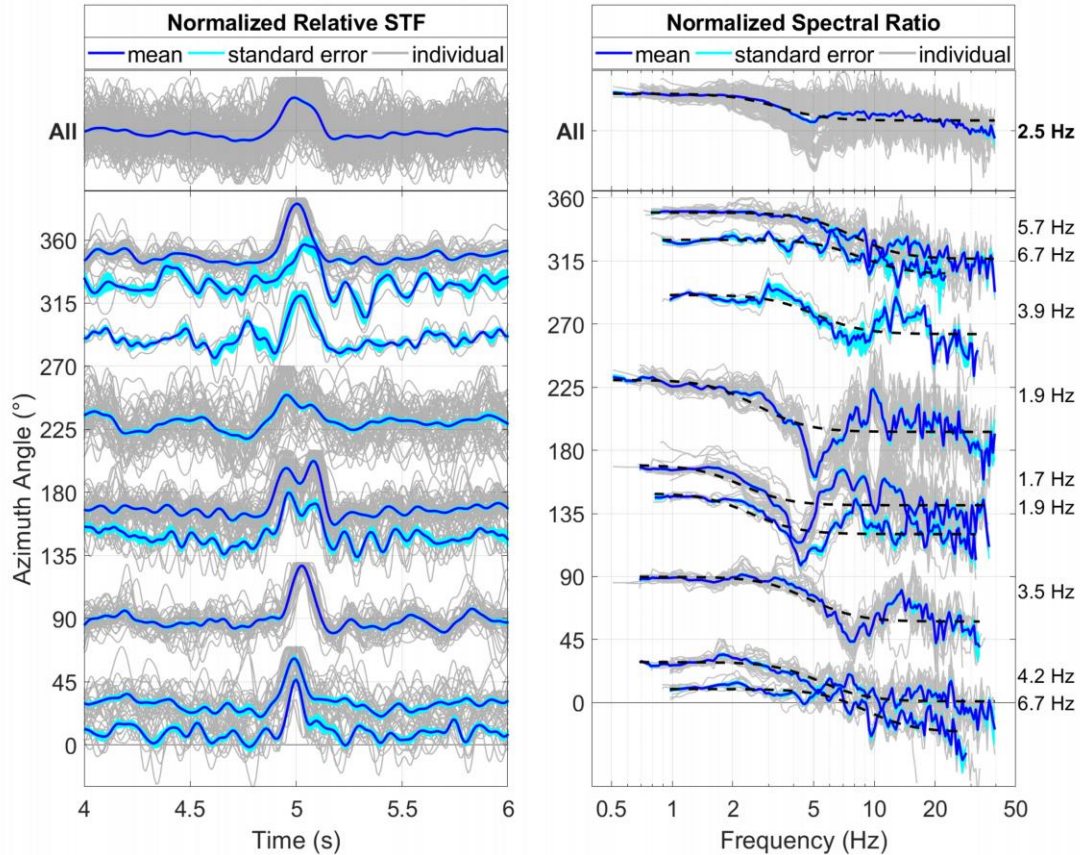 Normalized Relative STF
mean standard error individual
All
360
315
270
225
180
135
90
45
0
Azimuth Angle (°)
4 4.5 5 5.5 6
Time (s)
Normalized Spectral Ratio
mean standard error individual
All
2.5 Hz
360
315
270
225
180
135
90
45
0
5.7 Hz
6.7 Hz
3.9 Hz
1.9 Hz
1.7 Hz
1.9 Hz
3.5 Hz
4.2 Hz
6.7 Hz
0.5 1 2 5 10 20 50
Frequency (Hz)